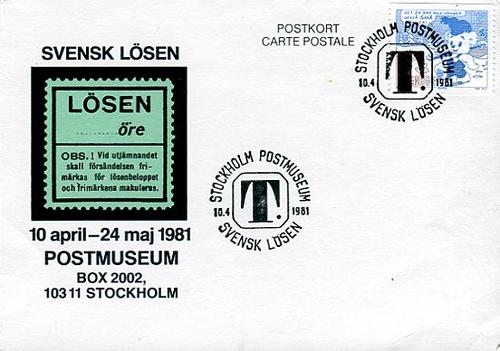 SVENSK LÖSEN
LÖSEN
.........öre
OBS.! Vid utjämnandet
skall försändelsen fri-
märkas för lösenbeloppet
och frimärkena makuleras.
10 april–24 maj 1981
POSTMUSEUM
BOX 2002,
103 11 STOCKHOLM
POSTKORT
CARTE POSTALE
STOCKHOLM POSTMUSEUM
10.4 T. 1981
SVENSK LÖSEN
STOCKHOLM POSTMUSEUM
10.4 T. 1981
SVENSK LÖSEN